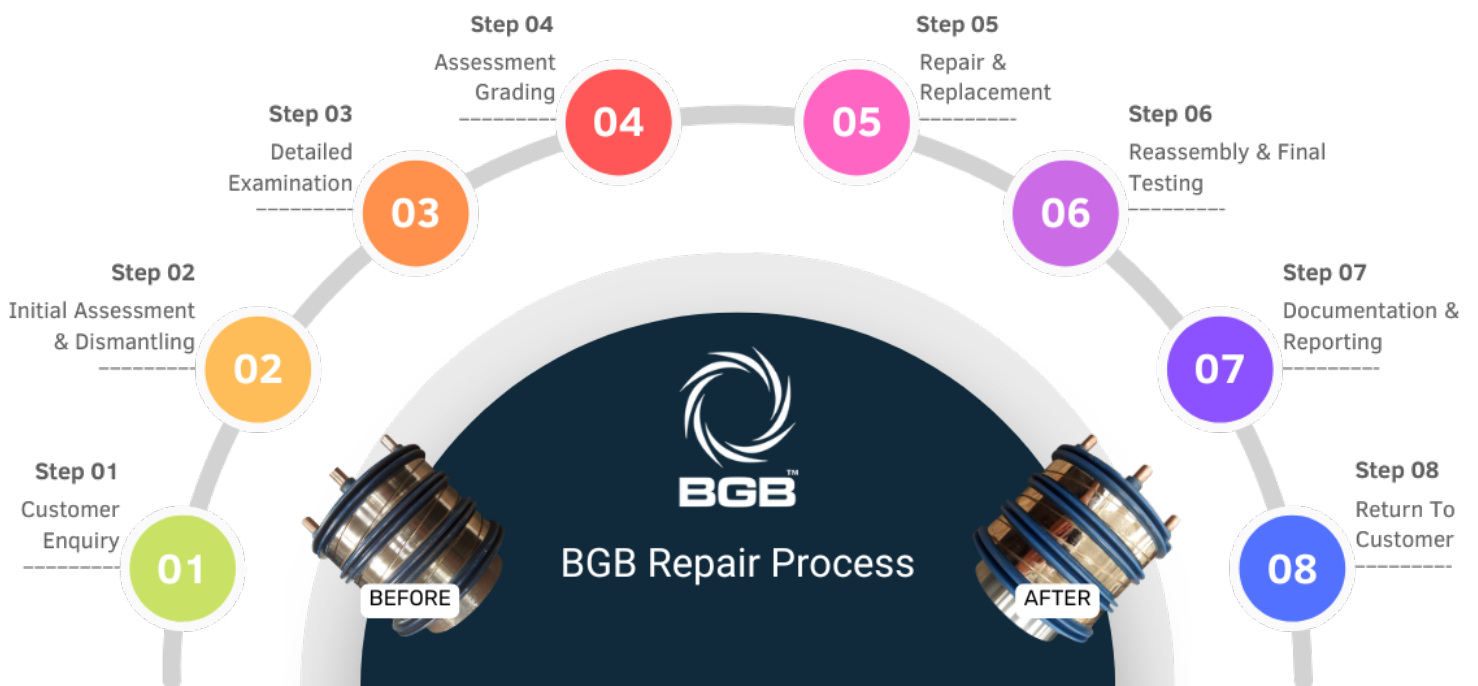 Step 01
Customer
Enquiry
01
Step 02
Initial Assessment
& Dismantling
02
Step 03
Detailed
Examination
03
Step 04
Assessment
Grading
04
Step 05
Repair &
Replacement
05
Step 06
Reassembly & Final
Testing
06
Step 07
Documentation &
Reporting
07
Step 08
Return To
Customer
08
BGB™
BGB Repair Process
BEFORE
AFTER